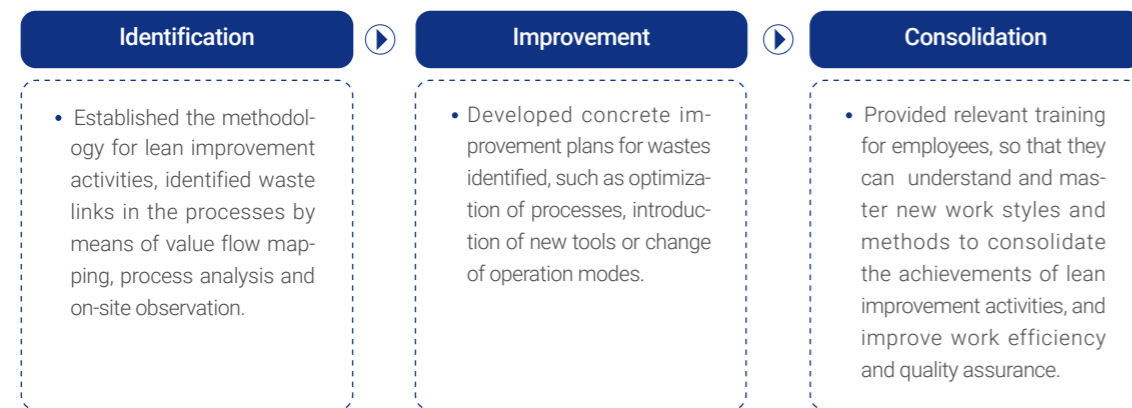 Identification
• Established the methodol-
ogy for lean improvement
activities, identified waste
links in the processes by
means of value flow map-
ping, process analysis and
on-site observation.
Improvement
• Developed concrete im-
provement plans for wastes
identified, such as optimiza-
tion of processes, introduc-
tion of new tools or change
of operation modes.
Consolidation
• Provided relevant training
for employees, so that they
can understand and mas-
ter new work styles and
methods to consolidate
the achievements of lean
improvement activities, and
improve work efficiency
and quality assurance.